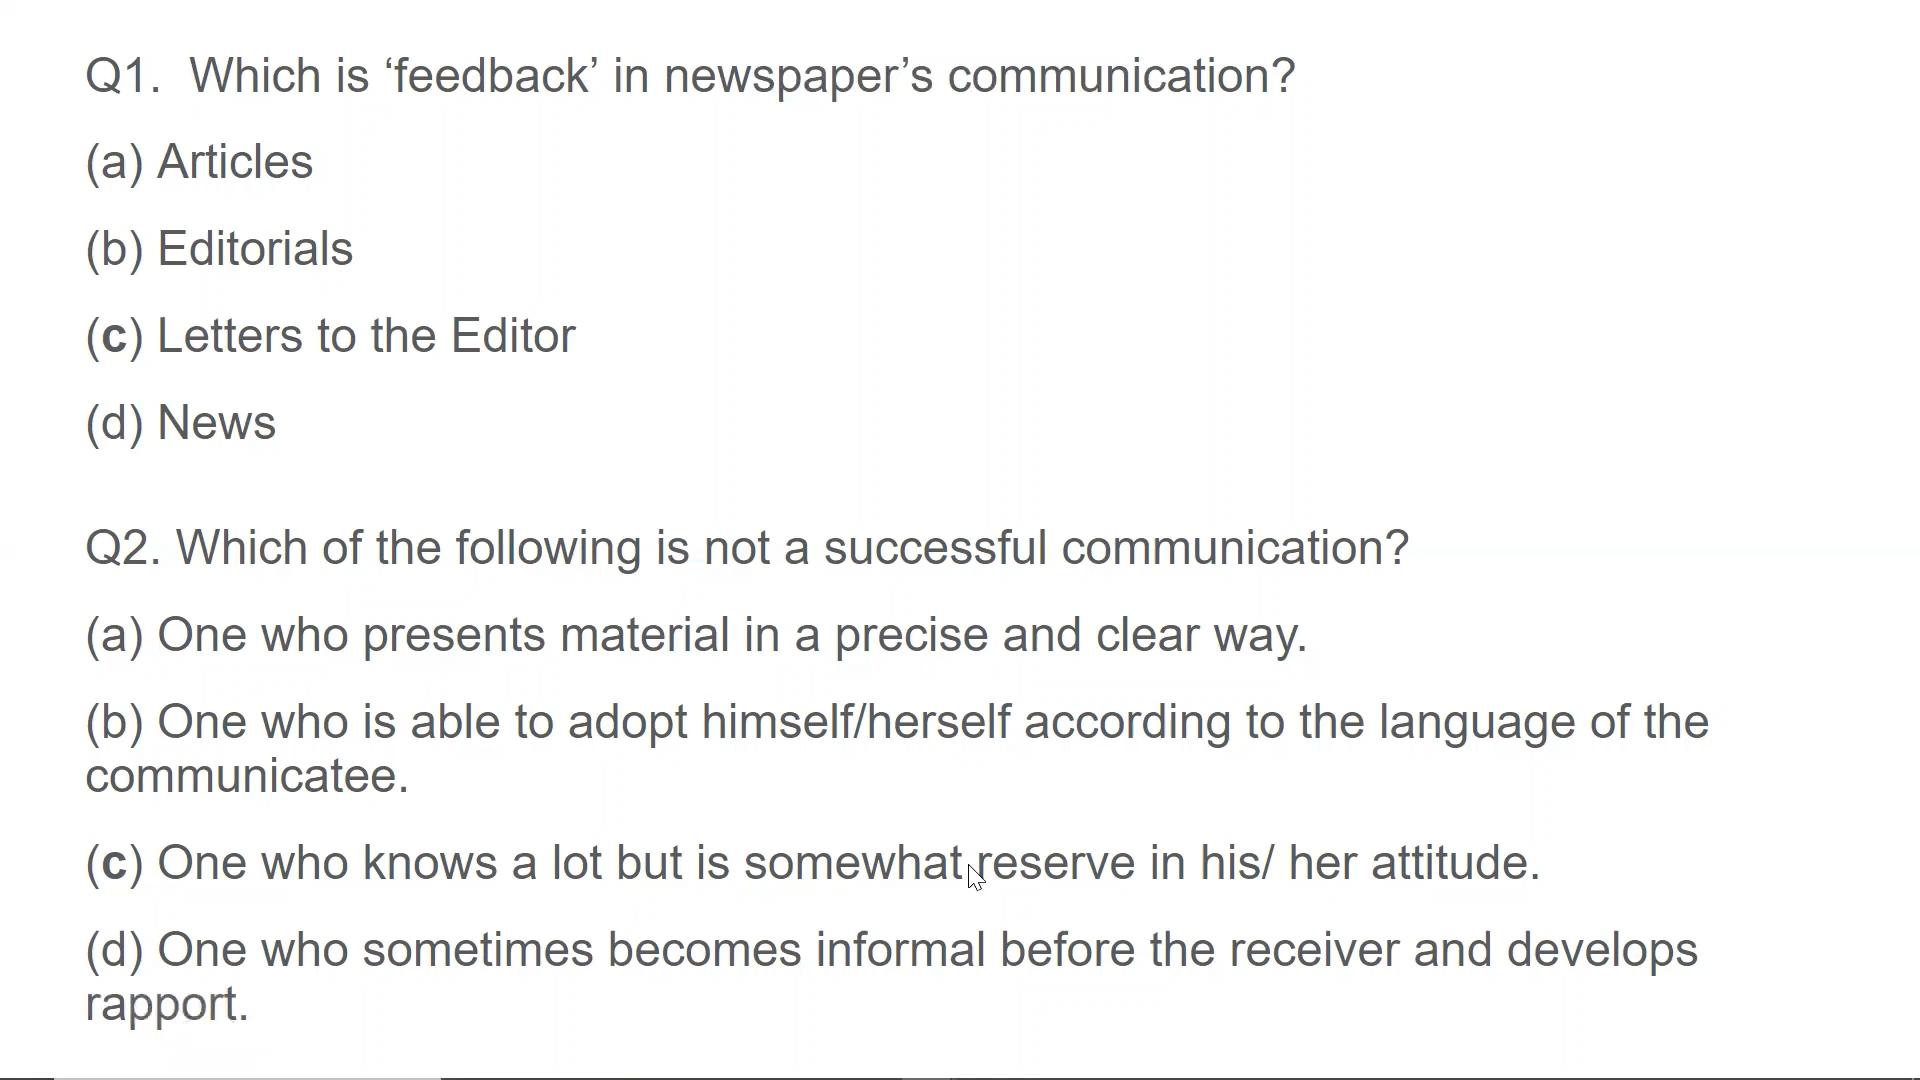 Q1. Which is ‘feedback’ in newspaper’s communication?
(a) Articles
(b) Editorials
(c) Letters to the Editor
(d) News
Q2. Which of the following is not a successful communication?
(a) One who presents material in a precise and clear way.
(b) One who is able to adopt himself/herself according to the language of the
communicatee.
(c) One who knows a lot but is somewhat reserve in his/ her attitude.
(d) One who sometimes becomes informal before the receiver and develops
rapport.